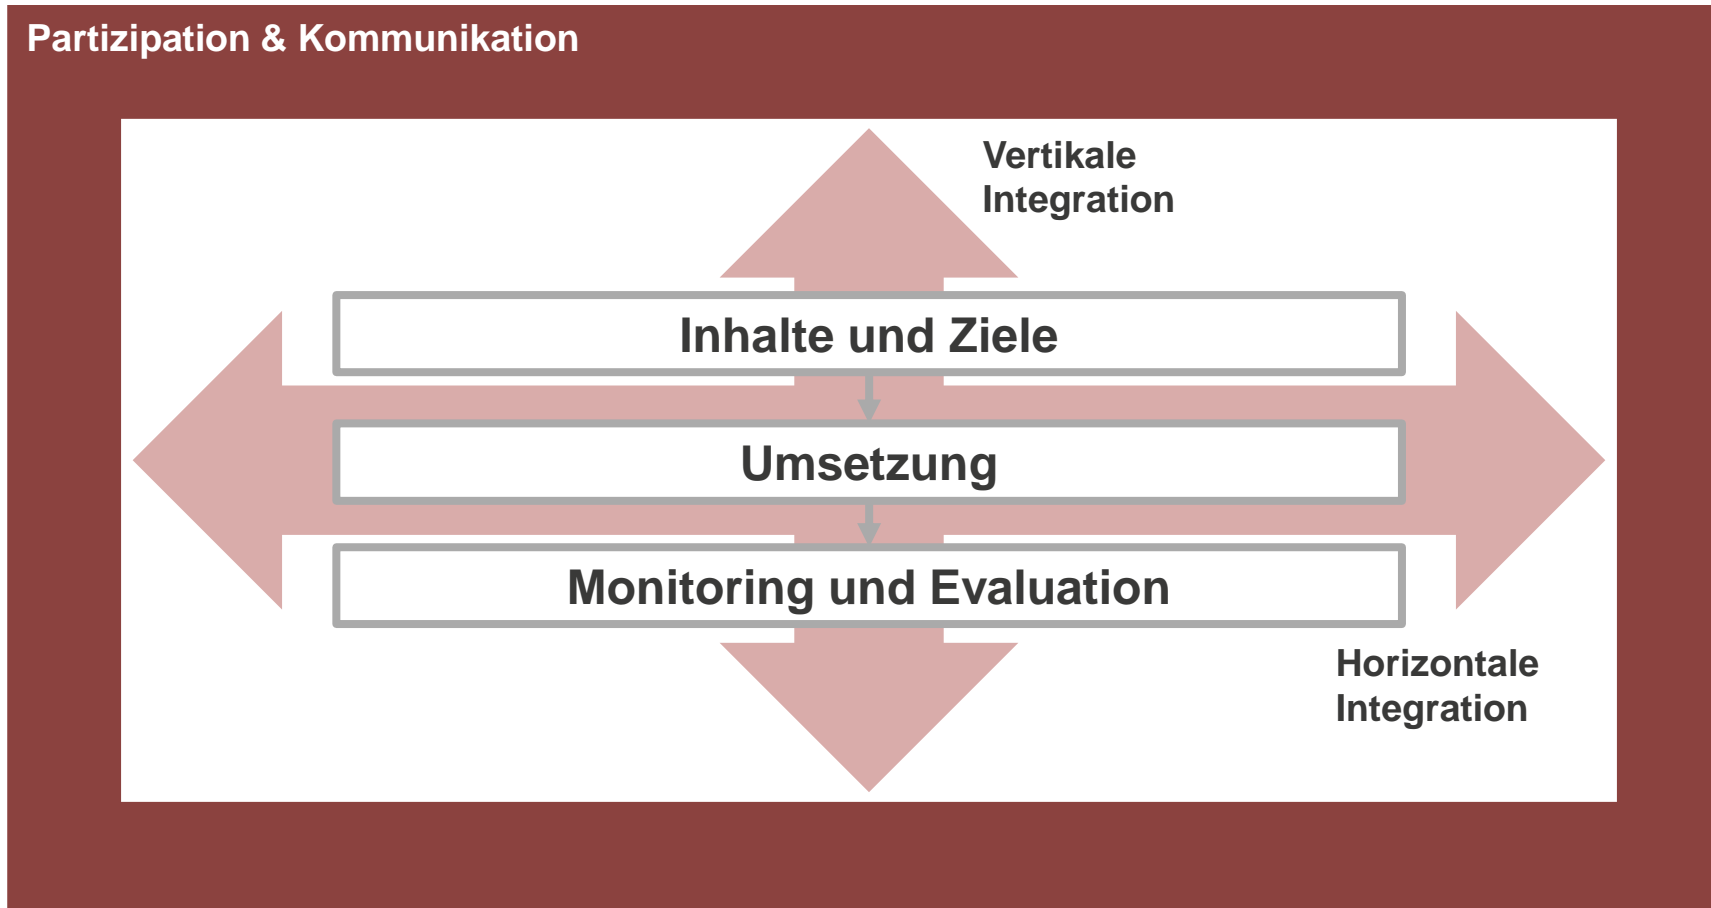 Partizipation & Kommunikation
Vertikale
Integration
Inhalte und Ziele
Umsetzung
Monitoring und Evaluation
Horizontale
Integration